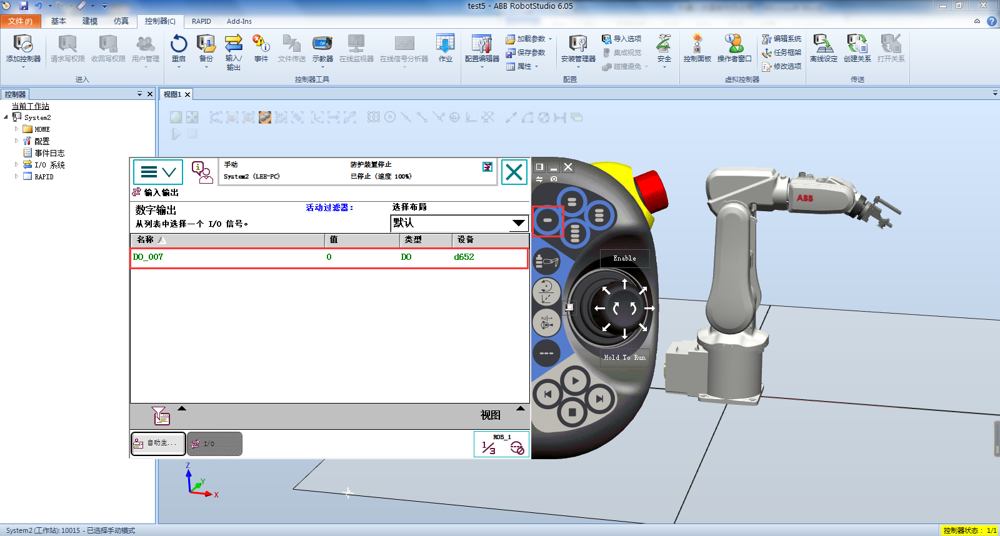 test5 - ABB RobotStudio 6.05
文件(F) 基本 建模 仿真 控制器(C) RAPID Add-Ins
添加控制器 请求写权限 收回写权限 用户管理
进入
重启 备份 输入/输出 事件 文件传送 示教器 在线监视器 在线信号分析器 作业
控制器工具
配置编辑器 加载参数 保存参数 属性 安装管理器 导入选项 集成视觉 碰撞避免 安全
配置
控制面板 操作者窗口 编辑系统 任务框架 修改选项
虚拟控制器
离线设定 创建关系 打开关系
传送
控制器
视图1
当前工作站
System2
HOME
配置
事件日志
I/O 系统
RAPID
手动
System2 (LEE-PC)
防护装置停止
已停止 (速度 100%)
输入输出
数字输出
活动过滤器:
选择布局
从列表中选择一个 I/O 信号。
默认
名称 值 类型 设备
DO_007 0 DO d652
视图
自动生...
I/O
ROB_1
1/3
Enable
Hold To Run
ABB
Z
Y
X
System2 (工作站): 10015 - 已选择手动模式
控制器状态: 1/1